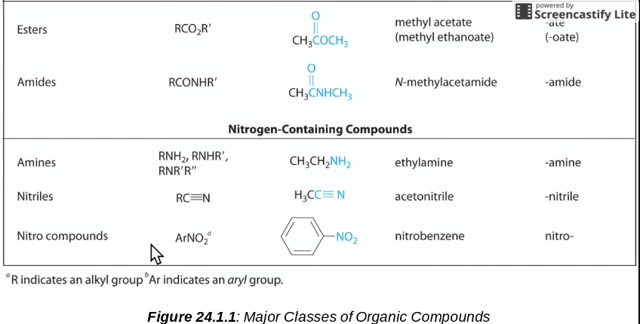 powered by
Screencastify Lite
Esters RCO₂R′ CH₃COCH₃ O methyl acetate (methyl ethanoate) -ate (-oate)
Amides RCONHR′ O CH₃CNHCH₃ N-methylacetamide -amide
Nitrogen-Containing Compounds
Amines RNH₂, RNHR′, RNR′R″ CH₃CH₂NH₂ ethylamine -amine
Nitriles RC≡N H₃CC≡N acetonitrile -nitrile
Nitro compounds ArNO₂ᵃ NO₂ nitrobenzene nitro-
ᵃR indicates an alkyl group ᵇAr indicates an aryl group.
Figure 24.1.1: Major Classes of Organic Compounds